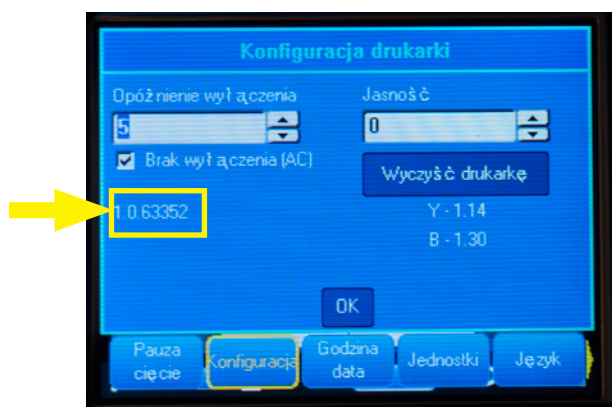 Konfiguracja drukarki
Opóźnienie wyłączenia
Jasność
5
0
Brak wyłączenia (AC)
Wyczyść drukarkę
1.0.63352
Y - 1.14
B - 1.30
OK
Pauza
cięcie
Konfiguracja
Godzina
data
Jednostki
Język